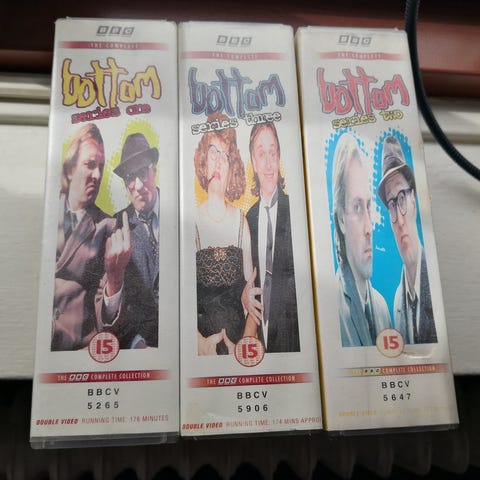 BBC
THE COMPLETE
bottom
series one
15
THE BBC COMPLETE COLLECTION
BBCV
5265
DOUBLE VIDEO RUNNING TIME: 176 MINUTES
BBC
THE COMPLETE
bottom
series three
15
THE BBC COMPLETE COLLECTION
BBCV
5906
DOUBLE VIDEO RUNNING TIME: 174 MINS APPROX
BBC
THE COMPLETE
bottom
series two
15
THE BBC COMPLETE COLLECTION
BBCV
5647
DOUBLE VIDEO